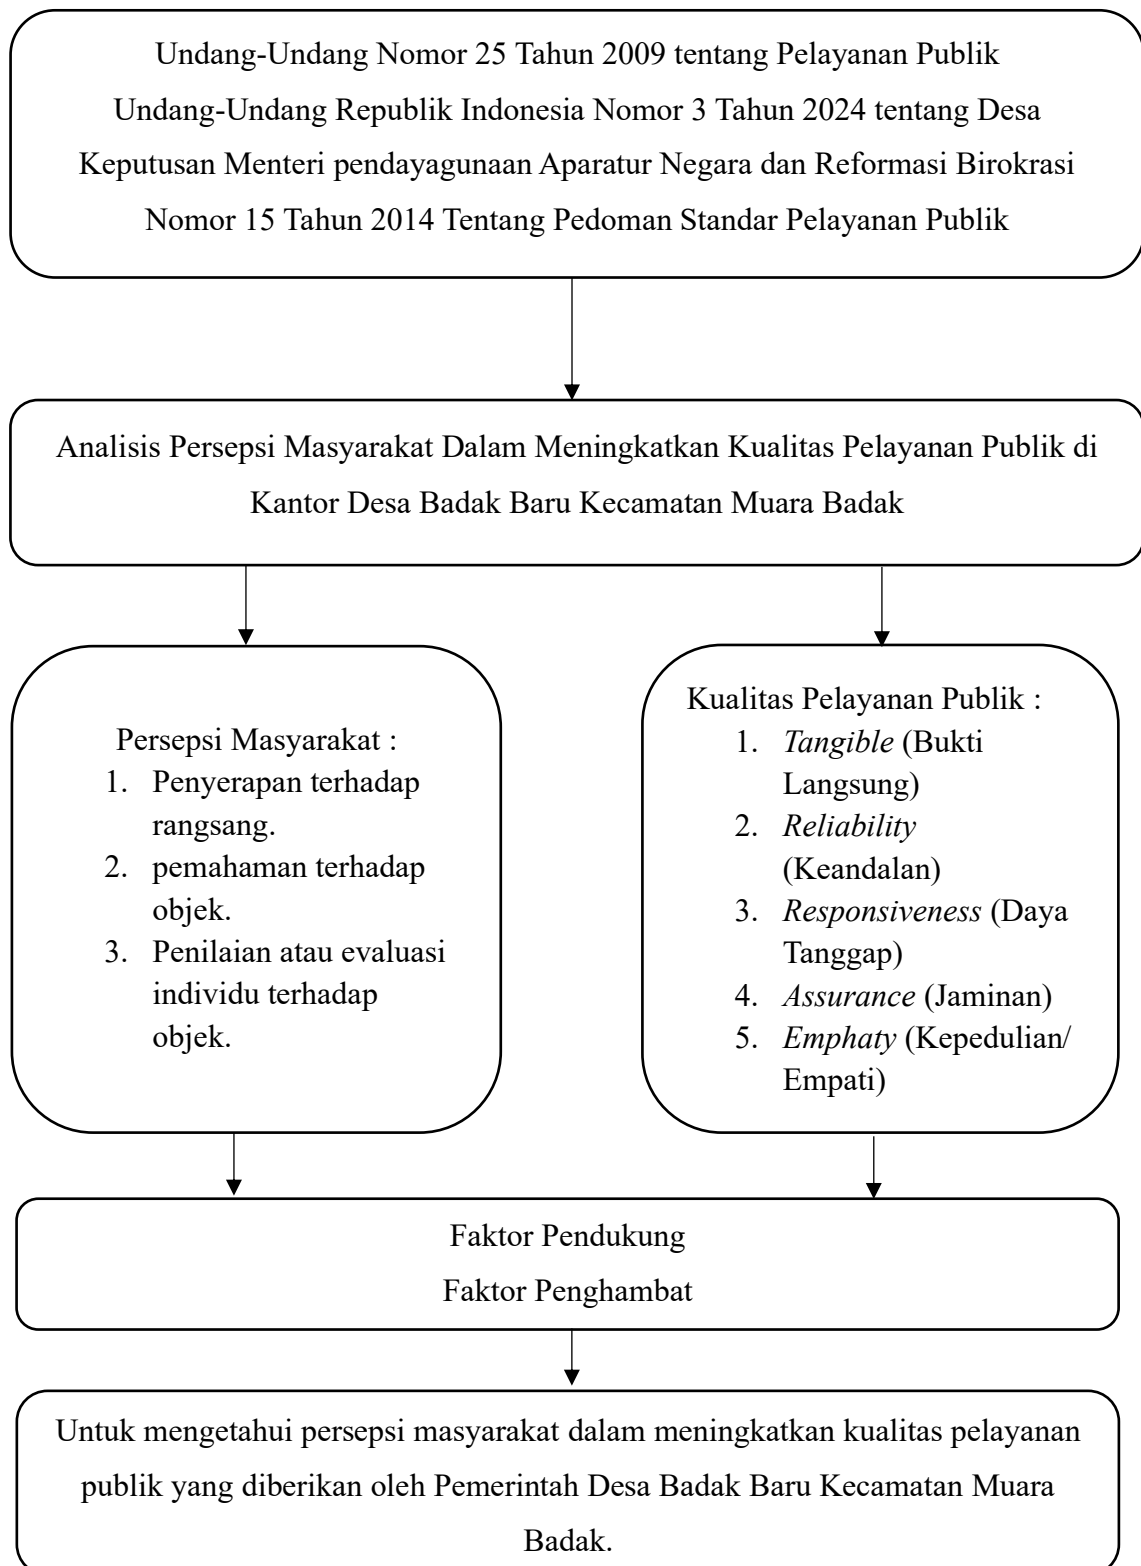 Undang-Undang Nomor 25 Tahun 2009 tentang Pelayanan Publik
Undang-Undang Republik Indonesia Nomor 3 Tahun 2024 tentang Desa
Keputusan Menteri pendayagunaan Aparatur Negara dan Reformasi Birokrasi
Nomor 15 Tahun 2014 Tentang Pedoman Standar Pelayanan Publik
Analisis Persepsi Masyarakat Dalam Meningkatkan Kualitas Pelayanan Publik di
Kantor Desa Badak Baru Kecamatan Muara Badak
Persepsi Masyarakat :
1. Penyerapan terhadap
rangsang.
2. pemahaman terhadap
objek.
3. Penilaian atau evaluasi
individu terhadap
objek.
Kualitas Pelayanan Publik :
1. Tangible (Bukti
Langsung)
2. Reliability
(Keandalan)
3. Responsiveness (Daya
Tanggap)
4. Assurance (Jaminan)
5. Emphaty (Kepedulian/
Empati)
Faktor Pendukung
Faktor Penghambat
Untuk mengetahui persepsi masyarakat dalam meningkatkan kualitas pelayanan
publik yang diberikan oleh Pemerintah Desa Badak Baru Kecamatan Muara
Badak.